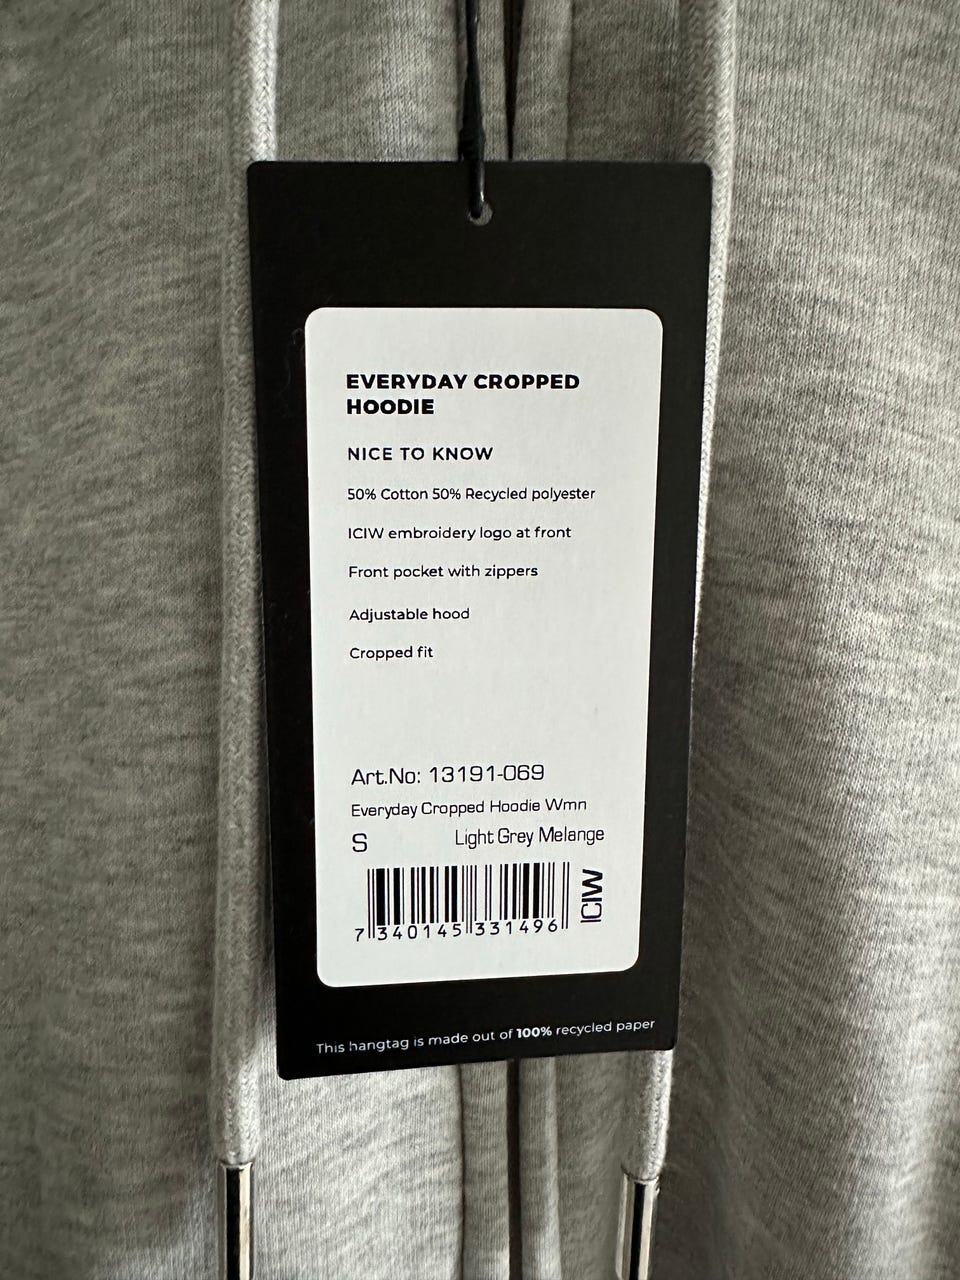 EVERYDAY CROPPED
HOODIE
NICE TO KNOW
50% Cotton 50% Recycled polyester
ICIW embroidery logo at front
Front pocket with zippers
Adjustable hood
Cropped fit
Art.No: 13191-069
Everyday Cropped Hoodie Wmn
S Light Grey Melange
7 340145 331496
ICIW
This hangtag is made out of 100% recycled paper